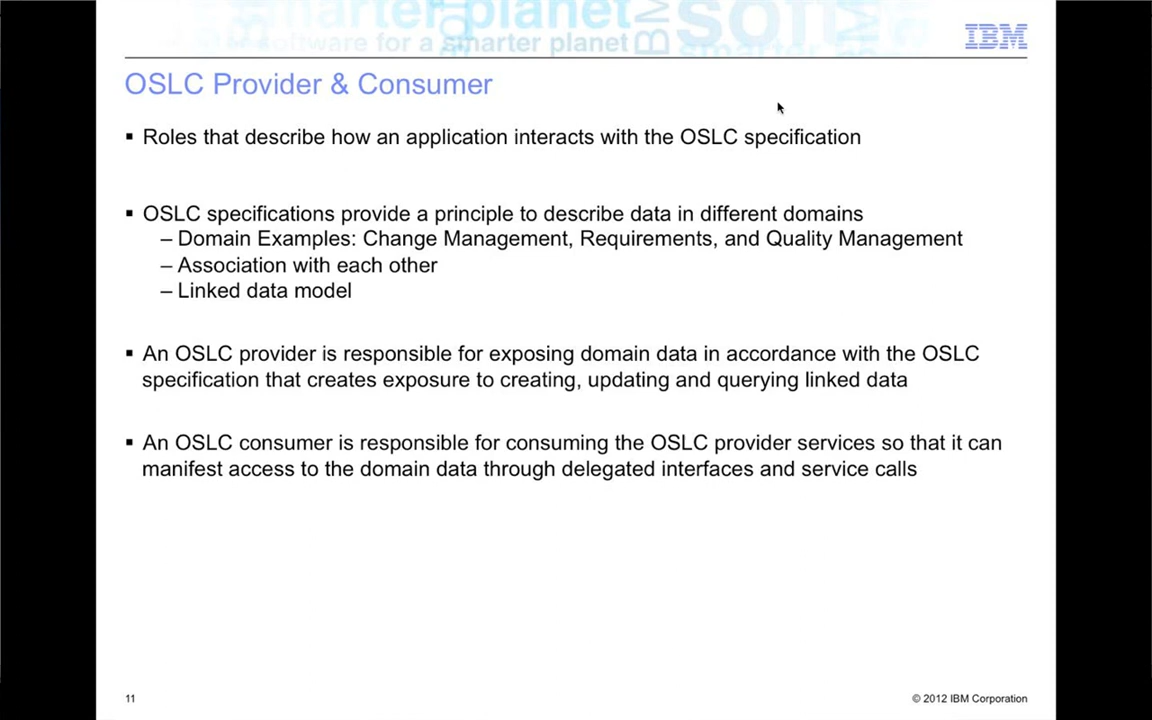 software for a smarter planet
IBM
OSLC Provider & Consumer
▪ Roles that describe how an application interacts with the OSLC specification
▪ OSLC specifications provide a principle to describe data in different domains
– Domain Examples: Change Management, Requirements, and Quality Management
– Association with each other
– Linked data model
▪ An OSLC provider is responsible for exposing domain data in accordance with the OSLC
specification that creates exposure to creating, updating and querying linked data
▪ An OSLC consumer is responsible for consuming the OSLC provider services so that it can
manifest access to the domain data through delegated interfaces and service calls
11
© 2012 IBM Corporation